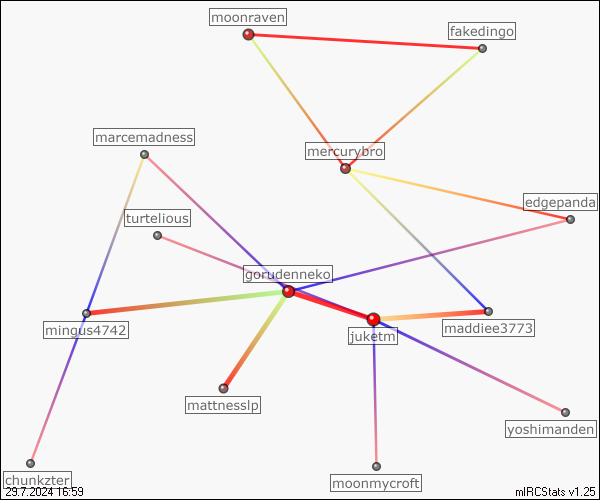 moonraven
fakedingo
marcemadness
mercurybro
edgepanda
turtelious
gorudenneko
mingus4742
juketm
maddiee3773
mattnesslp
yoshimanden
chunkzter
moonmycroft
29.7.2024 16:59
mIRCStats v1.25